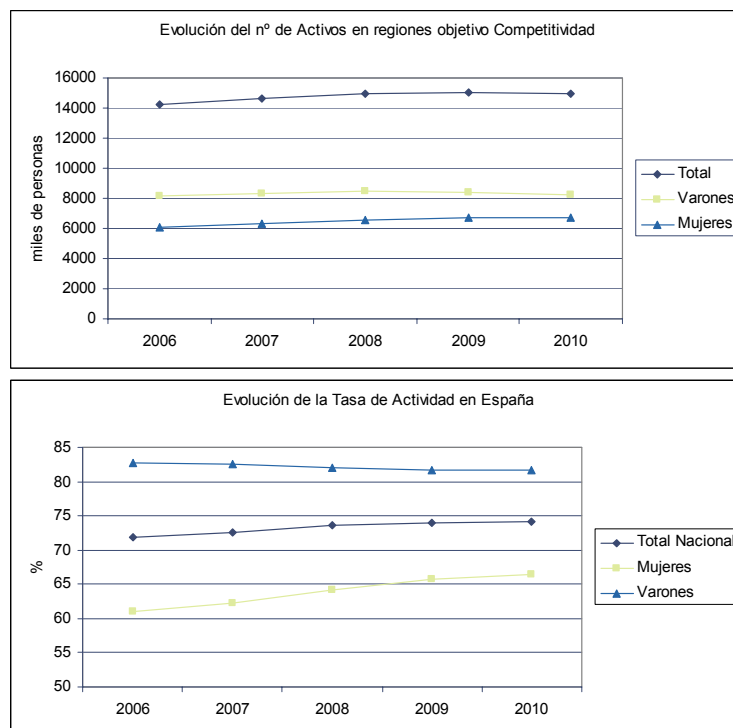 Evolución del nº de Activos en regiones objetivo Competitividad
16000
14000
12000
10000
8000
6000
4000
2000
0
miles de personas
2006 2007 2008 2009 2010
Total
Varones
Mujeres
Evolución de la Tasa de Actividad en España
85
80
75
70
65
60
55
50
%
2006 2007 2008 2009 2010
Total Nacional
Mujeres
Varones